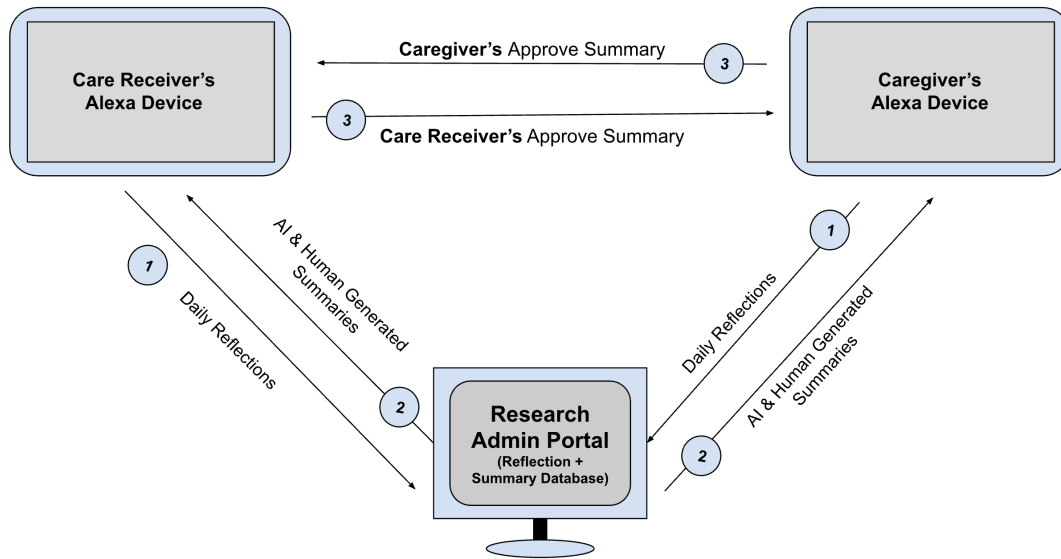 Care Receiver's
Alexa Device
Caregiver's Approve Summary
3
3
Care Receiver's Approve Summary
Caregiver's
Alexa Device
1
Daily Reflections
AI & Human Generated
Summaries
2
1
Daily Reflections
AI & Human Generated
Summaries
2
Research
Admin Portal
(Reflection +
Summary Database)